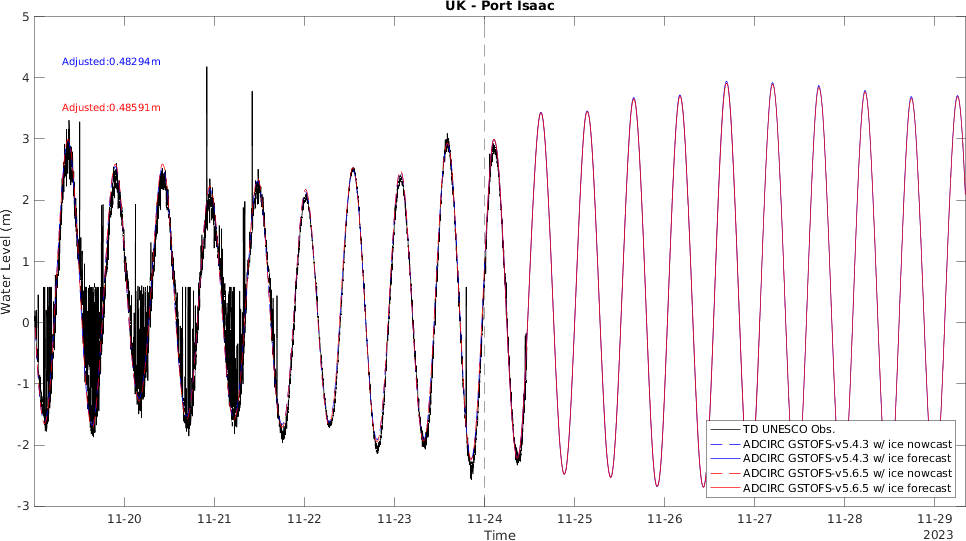 UK - Port Isaac
5
4
3
2
1
0
-1
-2
-3
Water Level (m)
Adjusted:0.48294m
Adjusted:0.48591m
TD UNESCO Obs.
ADCIRC GSTOFS-v5.4.3 w/ ice nowcast
ADCIRC GSTOFS-v5.4.3 w/ ice forecast
ADCIRC GSTOFS-v5.6.5 w/ ice nowcast
ADCIRC GSTOFS-v5.6.5 w/ ice forecast
11-20 11-21 11-22 11-23 11-24 11-25 11-26 11-27 11-28 11-29
Time
2023